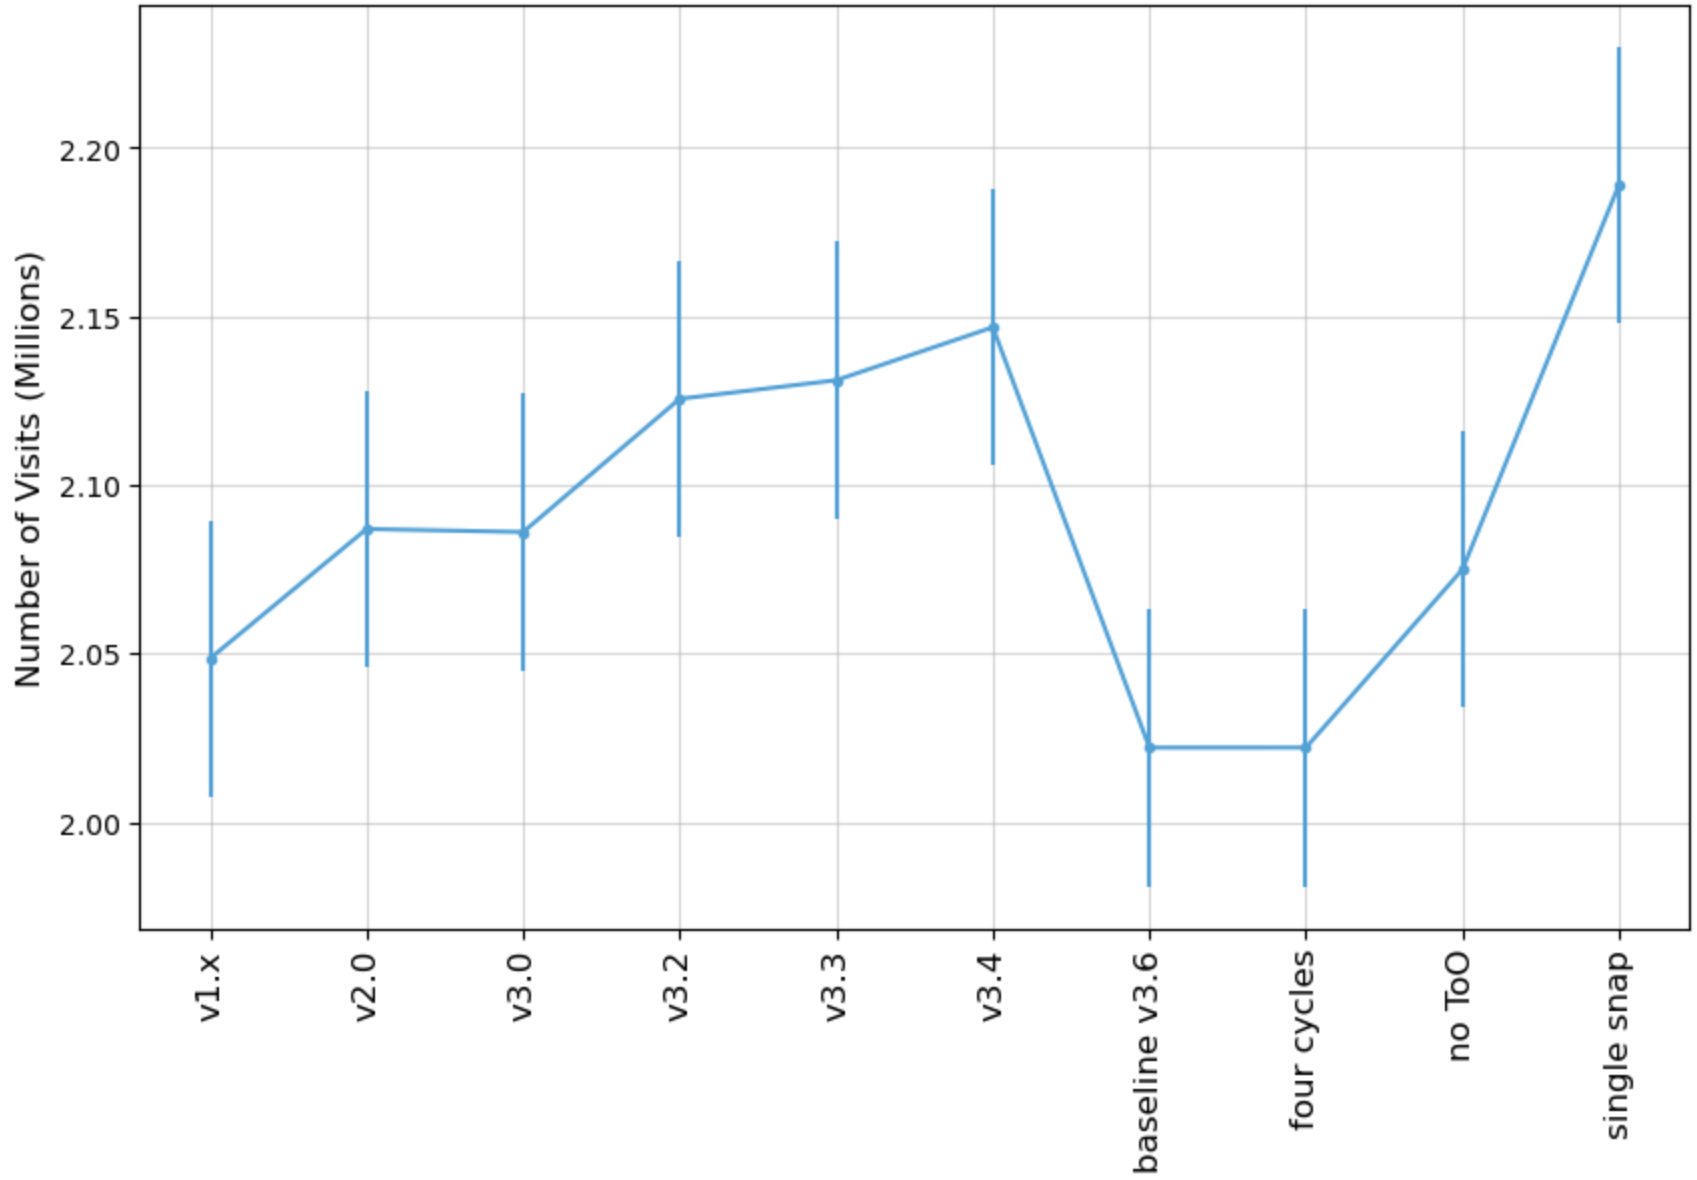 Number of Visits (Millions)
2.20
2.15
2.10
2.05
2.00
v1.x
v2.0
v3.0
v3.2
v3.3
v3.4
baseline v3.6
four cycles
no ToO
single snap